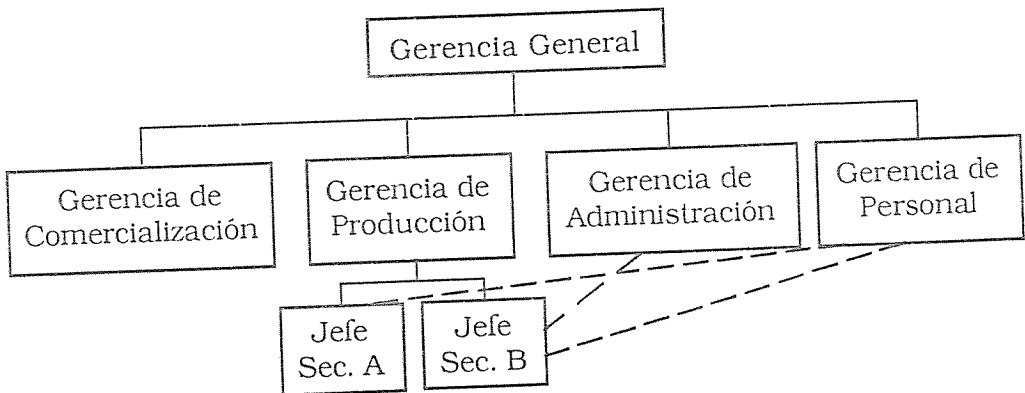 Gerencia General
Gerencia de
Comercialización
Gerencia de
Producción
Gerencia de
Administración
Gerencia de
Personal
Jefe
Sec. A
Jefe
Sec. B